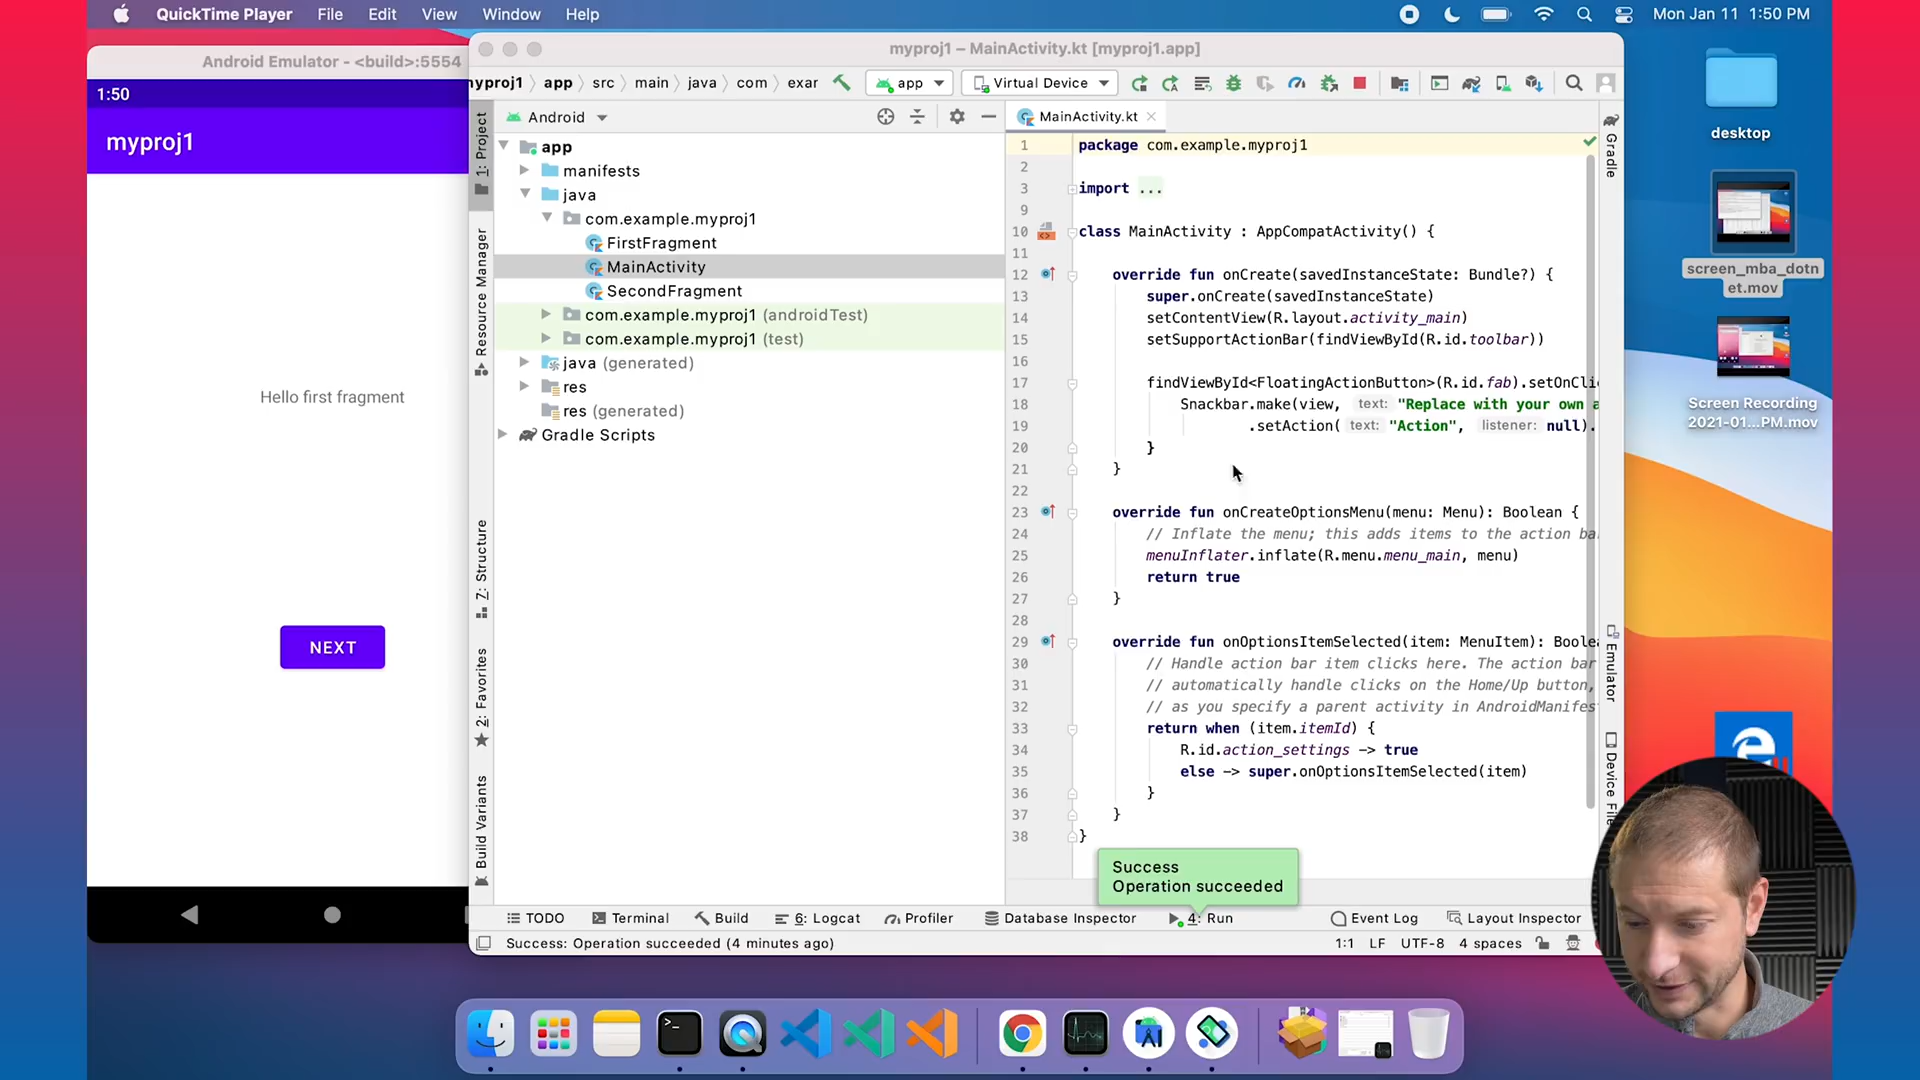 QuickTime Player File Edit View Window Help
Mon Jan 11 1:50 PM
Android Emulator - <build>:5554
1:50
myproj1
Hello first fragment
NEXT
myproj1 – MainActivity.kt [myproj1.app]
myproj1 app src main java com exar
app
Virtual Device
1: Project
Resource Manager
7: Structure
2: Favorites
Build Variants
Android
app
manifests
java
com.example.myproj1
FirstFragment
MainActivity
SecondFragment
com.example.myproj1 (androidTest)
com.example.myproj1 (test)
java (generated)
res
res (generated)
Gradle Scripts
MainActivity.kt
1 package com.example.myproj1
2
3 import ...
9
10 class MainActivity : AppCompatActivity() {
11
12 override fun onCreate(savedInstanceState: Bundle?) {
13 super.onCreate(savedInstanceState)
14 setContentView(R.layout.activity_main)
15 setSupportActionBar(findViewById(R.id.toolbar))
16
17 findViewById<FloatingActionButton>(R.id.fab).setOnCli
18 Snackbar.make(view, text: "Replace with your own a
19 .setAction( text: "Action", listener: null).
20 }
21 }
22
23 override fun onCreateOptionsMenu(menu: Menu): Boolean {
24 // Inflate the menu; this adds items to the action ba
25 menuInflater.inflate(R.menu.menu_main, menu)
26 return true
27 }
28
29 override fun onOptionsItemSelected(item: MenuItem): Boole
30 // Handle action bar item clicks here. The action bar
31 // automatically handle clicks on the Home/Up button,
32 // as you specify a parent activity in AndroidManifes
33 return when (item.itemId) {
34 R.id.action_settings -> true
35 else -> super.onOptionsItemSelected(item)
36 }
37 }
38 }
Gradle
Emulator
Device File
Success
Operation succeeded
TODO Terminal Build 6: Logcat Profiler Database Inspector 4: Run Event Log Layout Inspector
Success: Operation succeeded (4 minutes ago)
1:1 LF UTF-8 4 spaces
desktop
screen_mba_dotn
et.mov
Screen Recording
2021-01...PM.mov